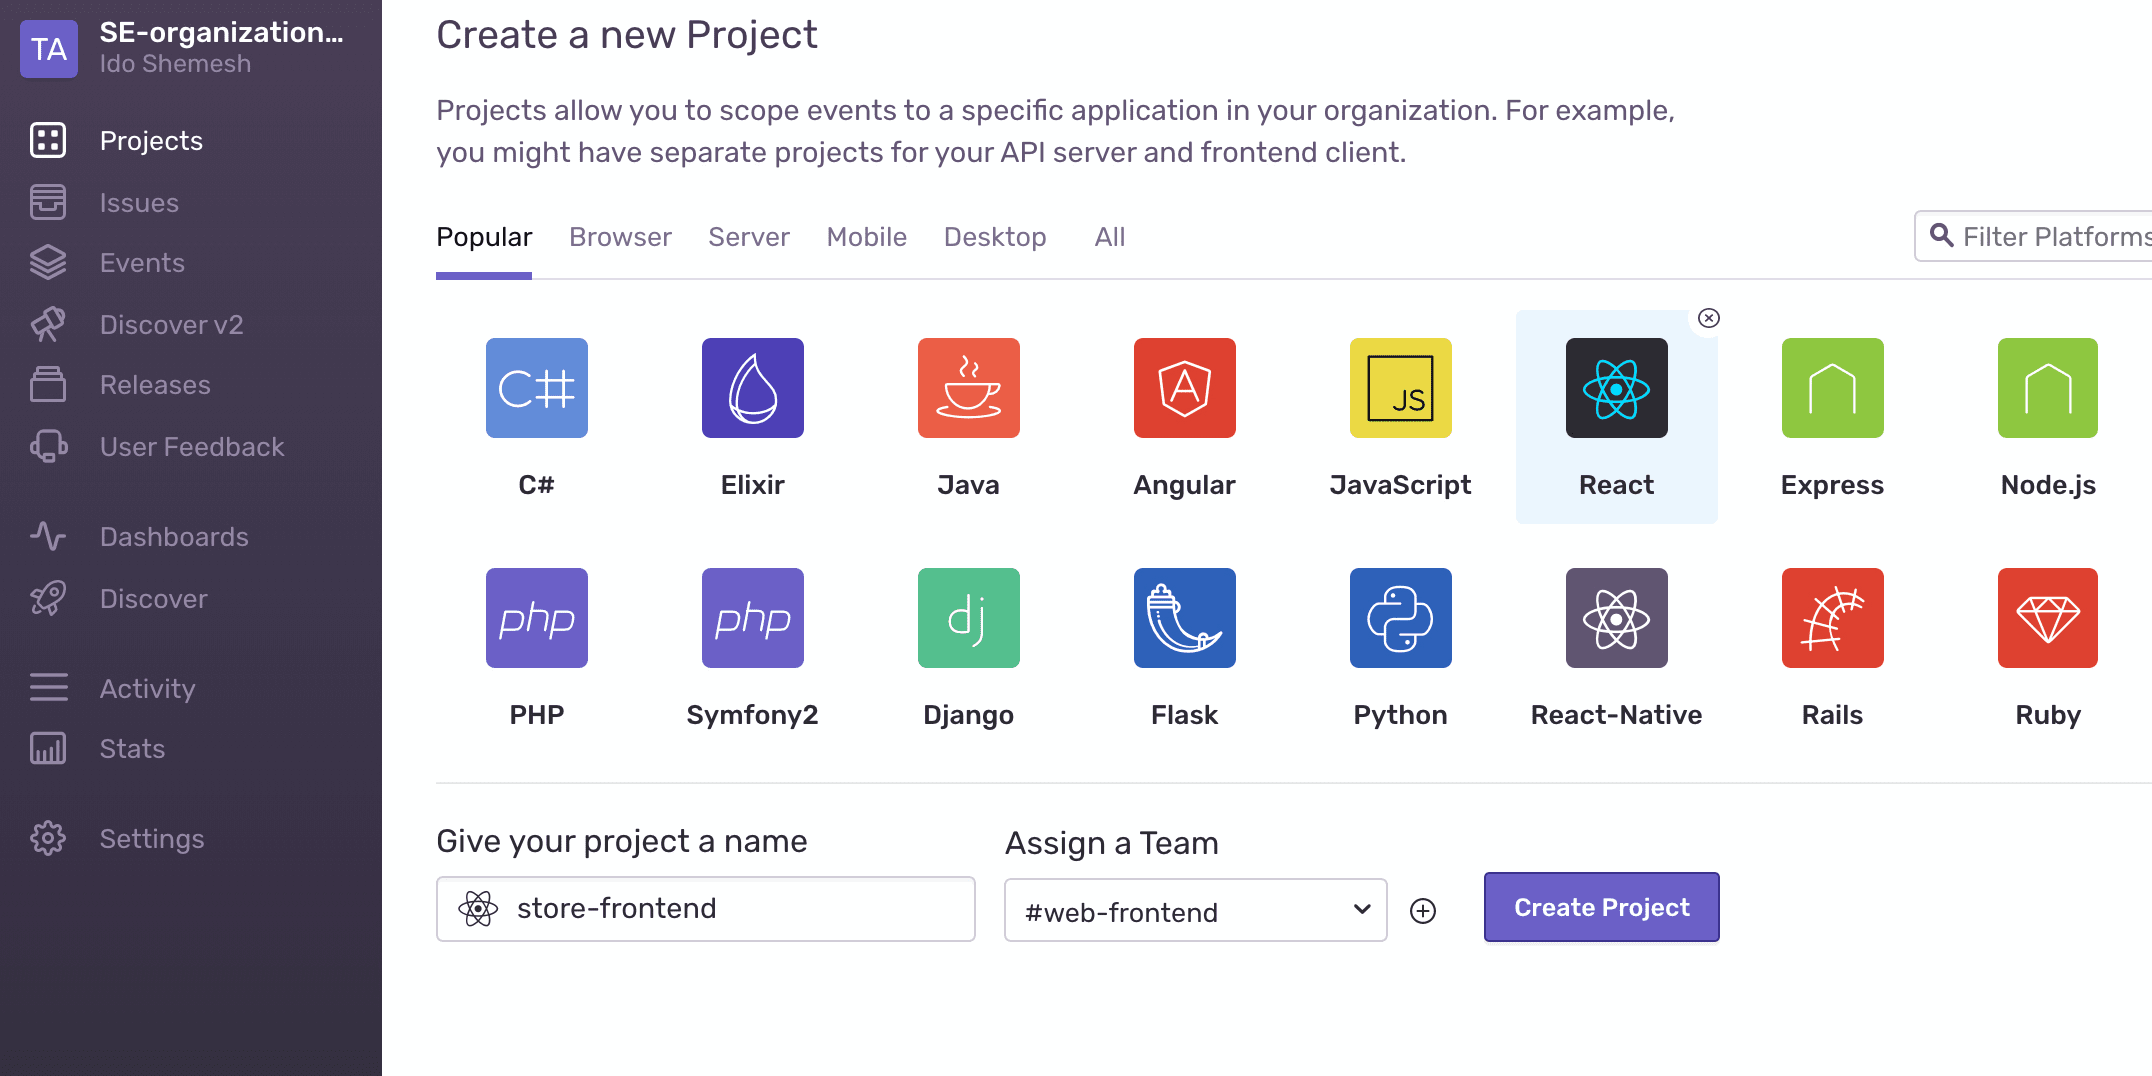 TA
SE-organization...
Ido Shemesh
Projects
Issues
Events
Discover v2
Releases
User Feedback
Dashboards
Discover
Activity
Stats
Settings
Create a new Project
Projects allow you to scope events to a specific application in your organization. For example,
you might have separate projects for your API server and frontend client.
Popular Browser Server Mobile Desktop All
Filter Platforms
C# JS
C# Elixir Java Angular JavaScript React Express Node.js
php php dj
PHP Symfony2 Django Flask Python React-Native Rails Ruby
Give your project a name
store-frontend
Assign a Team
#web-frontend
Create Project